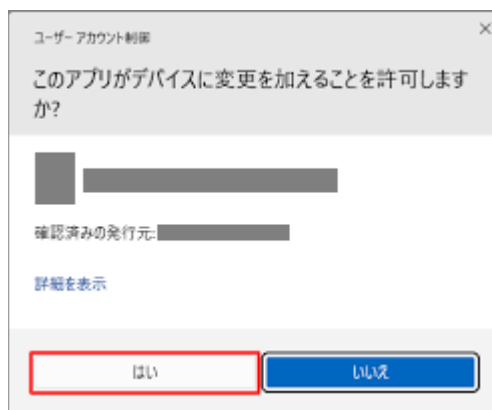 ユーザー アカウント制御
このアプリがデバイスに変更を加えることを許可します
か?
確認済みの発行元:
詳細を表示
はい
いいえ